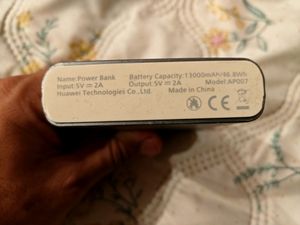 Name:Power Bank Battery Capacity:13000mAh/46.8Wh
Input:5V⎓2A Output:5V⎓2A Model:AP007
Huawei Technologies Co.,Ltd. Made in China